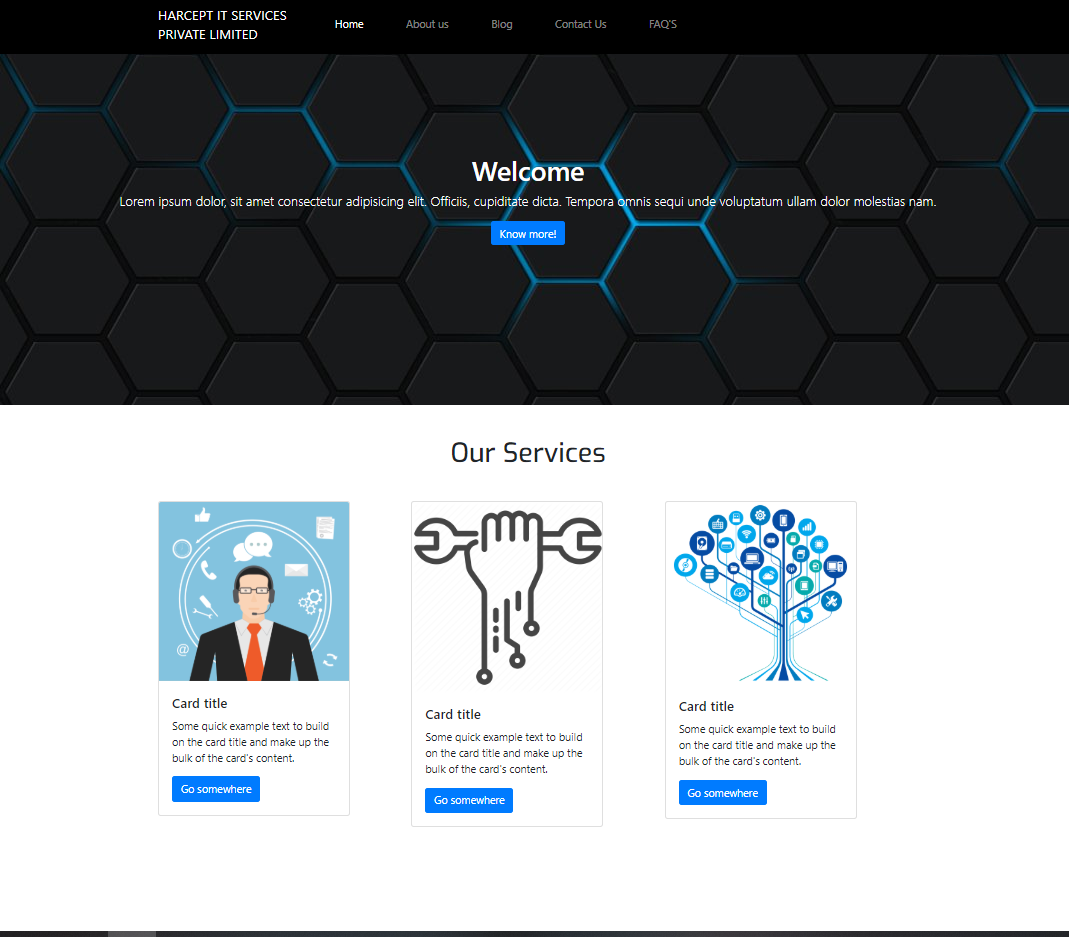 HARCEPT IT SERVICES
PRIVATE LIMITED
Home About us Blog Contact Us FAQ'S
Welcome
Lorem ipsum dolor, sit amet consectetur adipisicing elit. Officiis, cupiditate dicta. Tempora omnis sequi unde voluptatum ullam dolor molestias nam.
Know more!
Our Services
@
Card title
Some quick example text to build
on the card title and make up the
bulk of the card's content.
Go somewhere
Card title
Some quick example text to build
on the card title and make up the
bulk of the card's content.
Go somewhere
Card title
Some quick example text to build
on the card title and make up the
bulk of the card's content.
Go somewhere